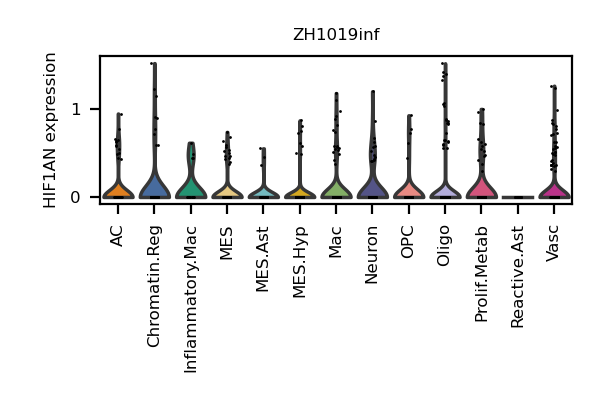 ZH1019inf
HIF1AN expression
1
0
AC
Chromatin.Reg
Inflammatory.Mac
MES
MES.Ast
MES.Hyp
Mac
Neuron
OPC
Oligo
Prolif.Metab
Reactive.Ast
Vasc